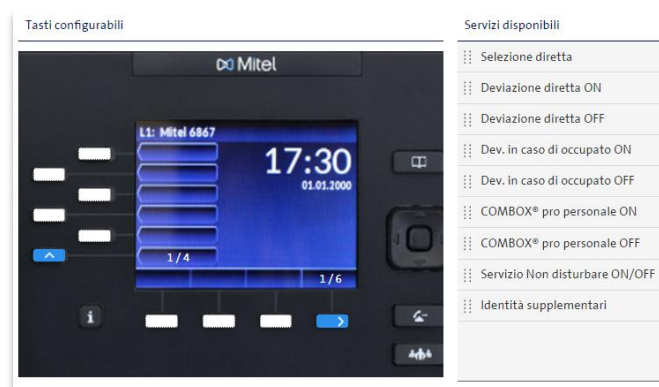 Tasti configurabili
Mitel
L1: Mitel 6867
17:30
01.01.2000
1/4
1/6
i
Servizi disponibili
Selezione diretta
Deviazione diretta ON
Deviazione diretta OFF
Dev. in caso di occupato ON
Dev. in caso di occupato OFF
COMBOX® pro personale ON
COMBOX® pro personale OFF
Servizio Non disturbare ON/OFF
Identità supplementari